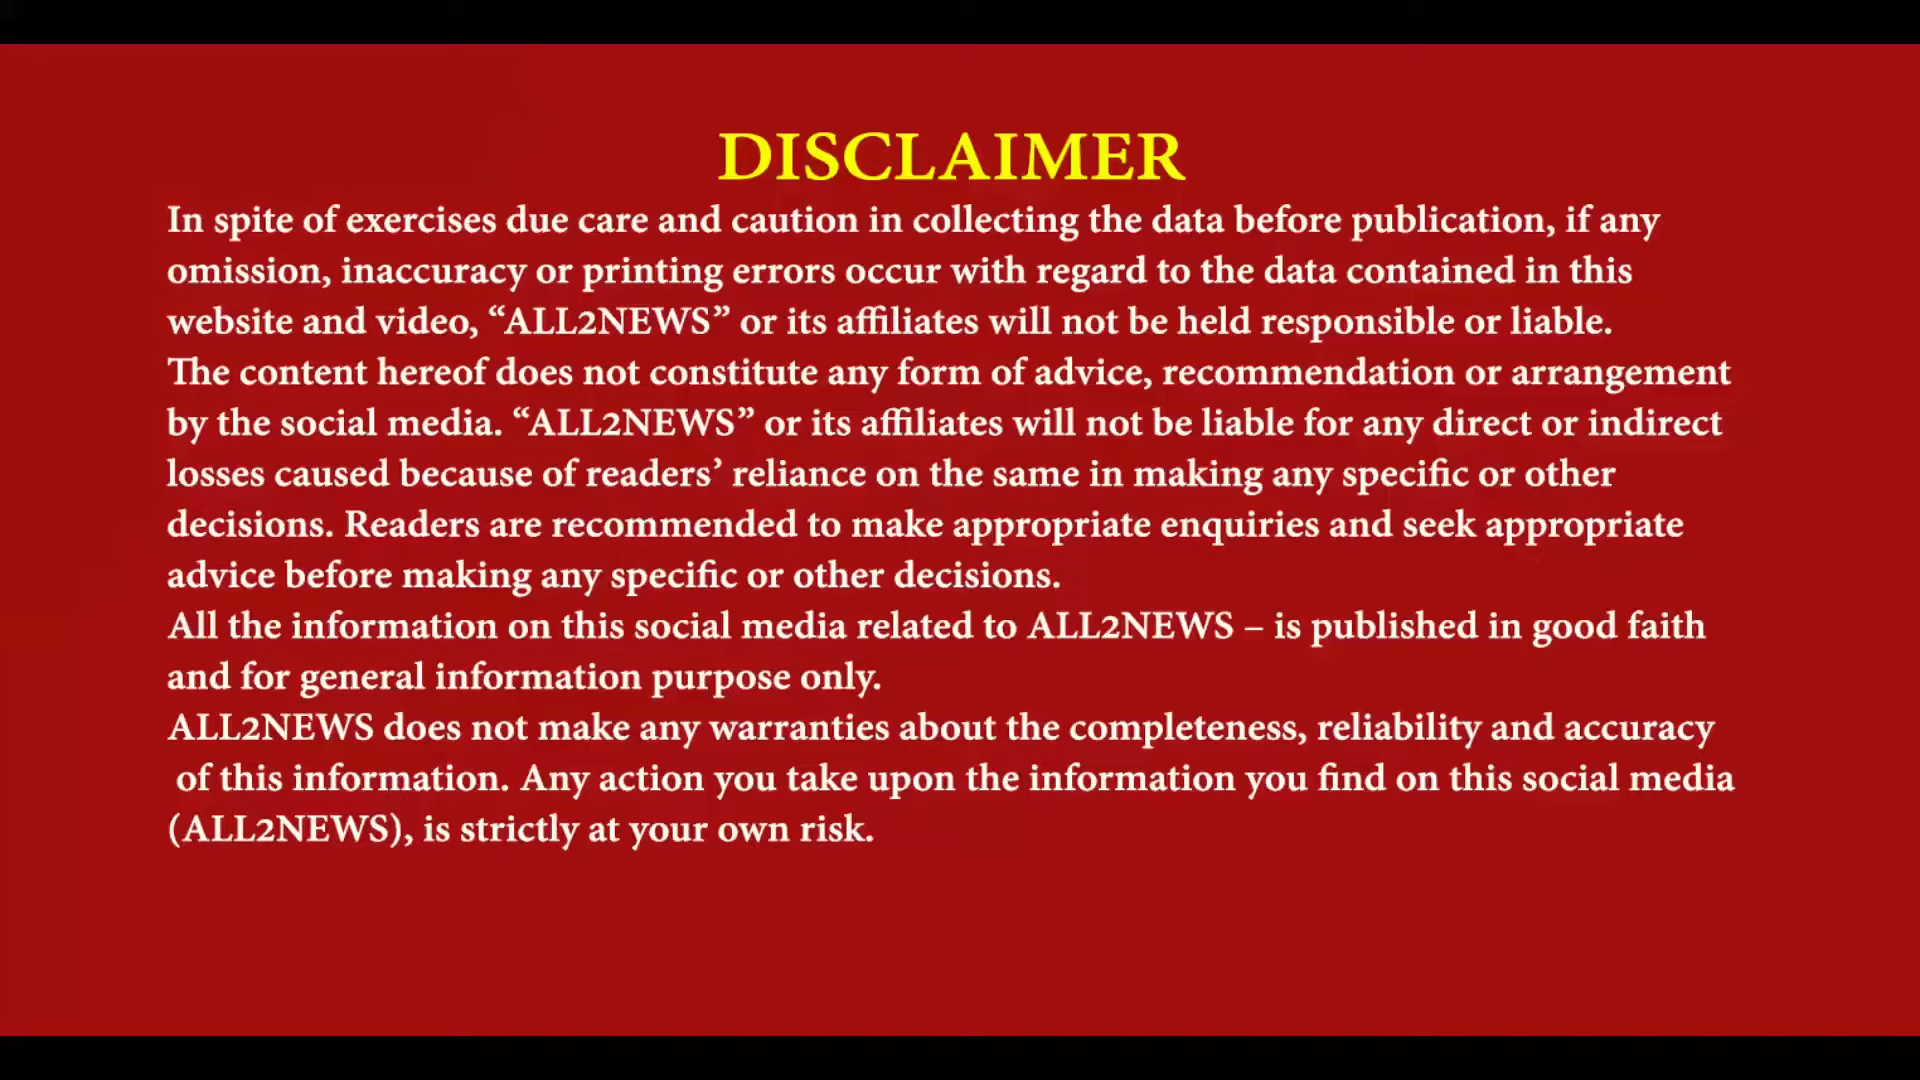 DISCLAIMER
In spite of exercises due care and caution in collecting the data before publication, if any
omission, inaccuracy or printing errors occur with regard to the data contained in this
website and video, “ALL2NEWS” or its affiliates will not be held responsible or liable.
The content hereof does not constitute any form of advice, recommendation or arrangement
by the social media. “ALL2NEWS” or its affiliates will not be liable for any direct or indirect
losses caused because of readers’ reliance on the same in making any specific or other
decisions. Readers are recommended to make appropriate enquiries and seek appropriate
advice before making any specific or other decisions.
All the information on this social media related to ALL2NEWS – is published in good faith
and for general information purpose only.
ALL2NEWS does not make any warranties about the completeness, reliability and accuracy
of this information. Any action you take upon the information you find on this social media
(ALL2NEWS), is strictly at your own risk.